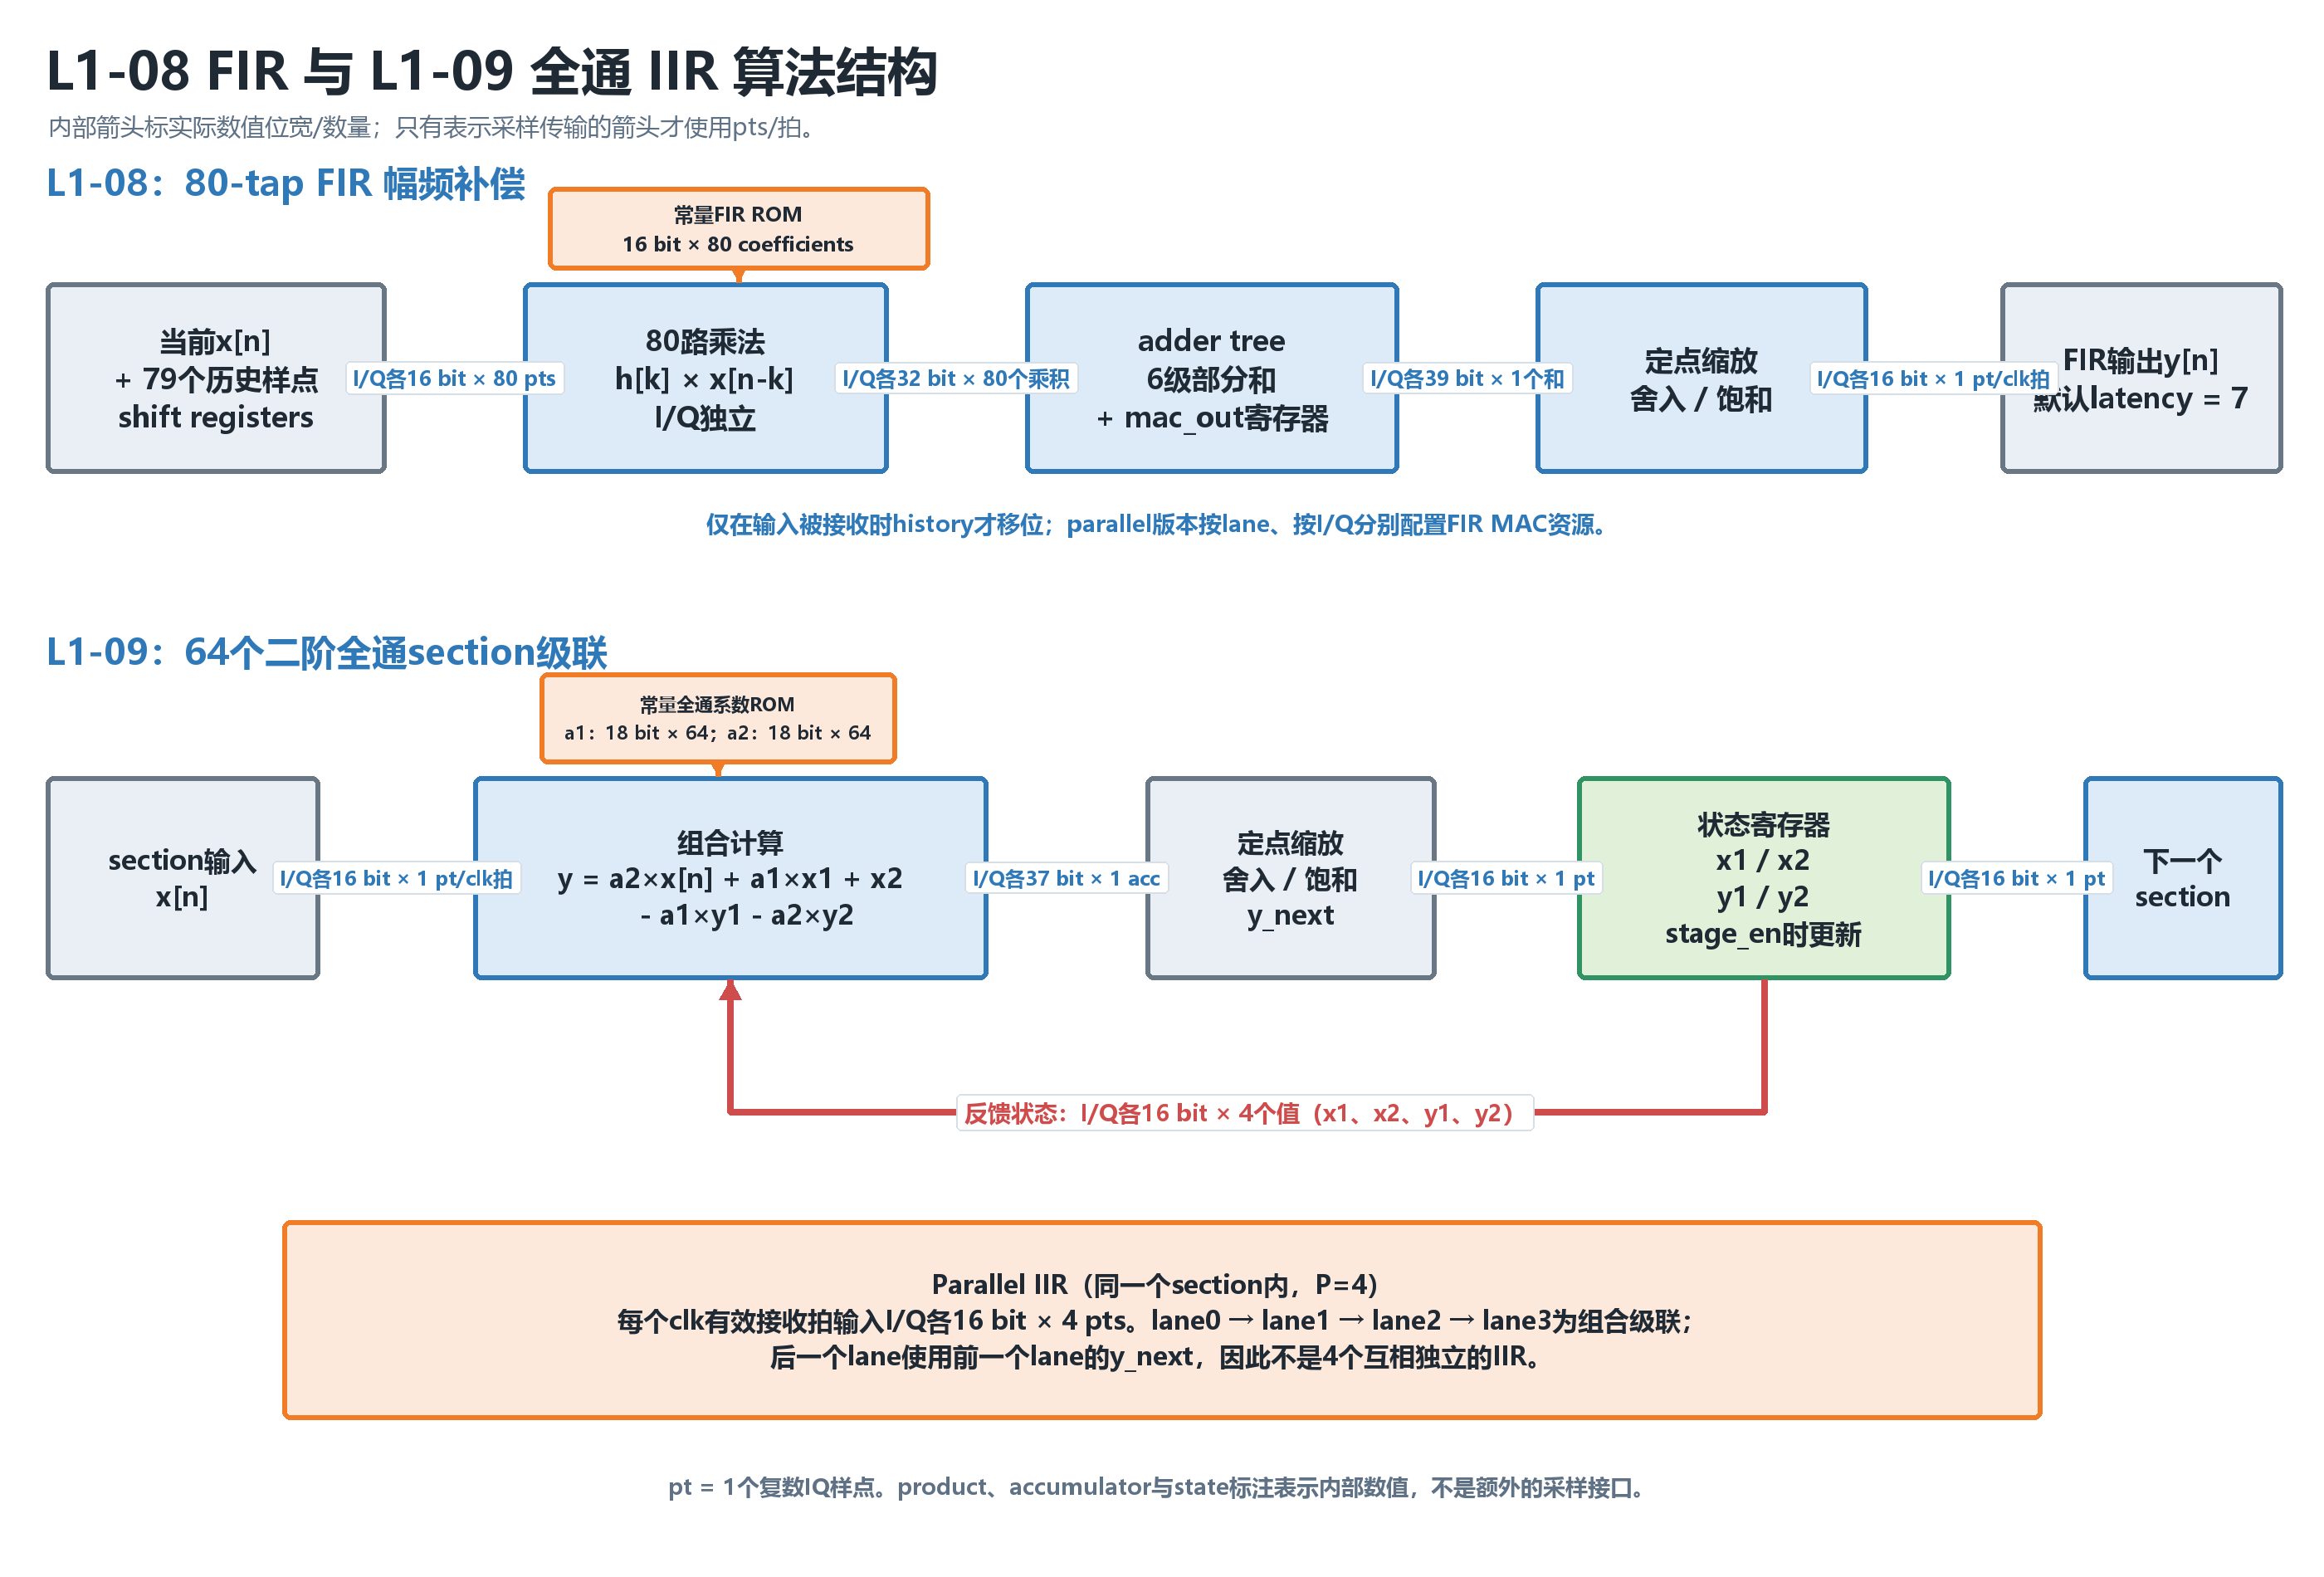 L1-08 FIR 与 L1-09 全通 IIR 算法结构
内部箭头标实际数值位宽/数量；只有表示采样传输的箭头才使用pts/拍。
L1-08：80-tap FIR 幅频补偿
常量FIR ROM
16 bit × 80 coefficients
当前x[n]
+ 79个历史样点
shift registers
I/Q各16 bit × 80 pts
80路乘法
h[k] × x[n-k]
I/Q独立
I/Q各32 bit × 80个乘积
adder tree
6级部分和
+ mac_out寄存器
I/Q各39 bit × 1个和
定点缩放
舍入 / 饱和
I/Q各16 bit × 1 pt/clk拍
FIR输出y[n]
默认latency = 7
仅在输入被接收时history才移位；parallel版本按lane、按I/Q分别配置FIR MAC资源。
L1-09：64个二阶全通section级联
常量全通系数ROM
a1：18 bit × 64；a2：18 bit × 64
section输入
x[n]
I/Q各16 bit × 1 pt/clk拍
组合计算
y = a2×x[n] + a1×x1 + x2
- a1×y1 - a2×y2
I/Q各37 bit × 1 acc
定点缩放
舍入 / 饱和
y_next
I/Q各16 bit × 1 pt
状态寄存器
x1 / x2
y1 / y2
stage_en时更新
I/Q各16 bit × 1 pt
下一个
section
反馈状态：I/Q各16 bit × 4个值（x1、x2、y1、y2）
Parallel IIR（同一个section内，P=4）
每个clk有效接收拍输入I/Q各16 bit × 4 pts。lane0 → lane1 → lane2 → lane3为组合级联；
后一个lane使用前一个lane的y_next，因此不是4个互相独立的IIR。
pt = 1个复数IQ样点。product、accumulator与state标注表示内部数值，不是额外的采样接口。